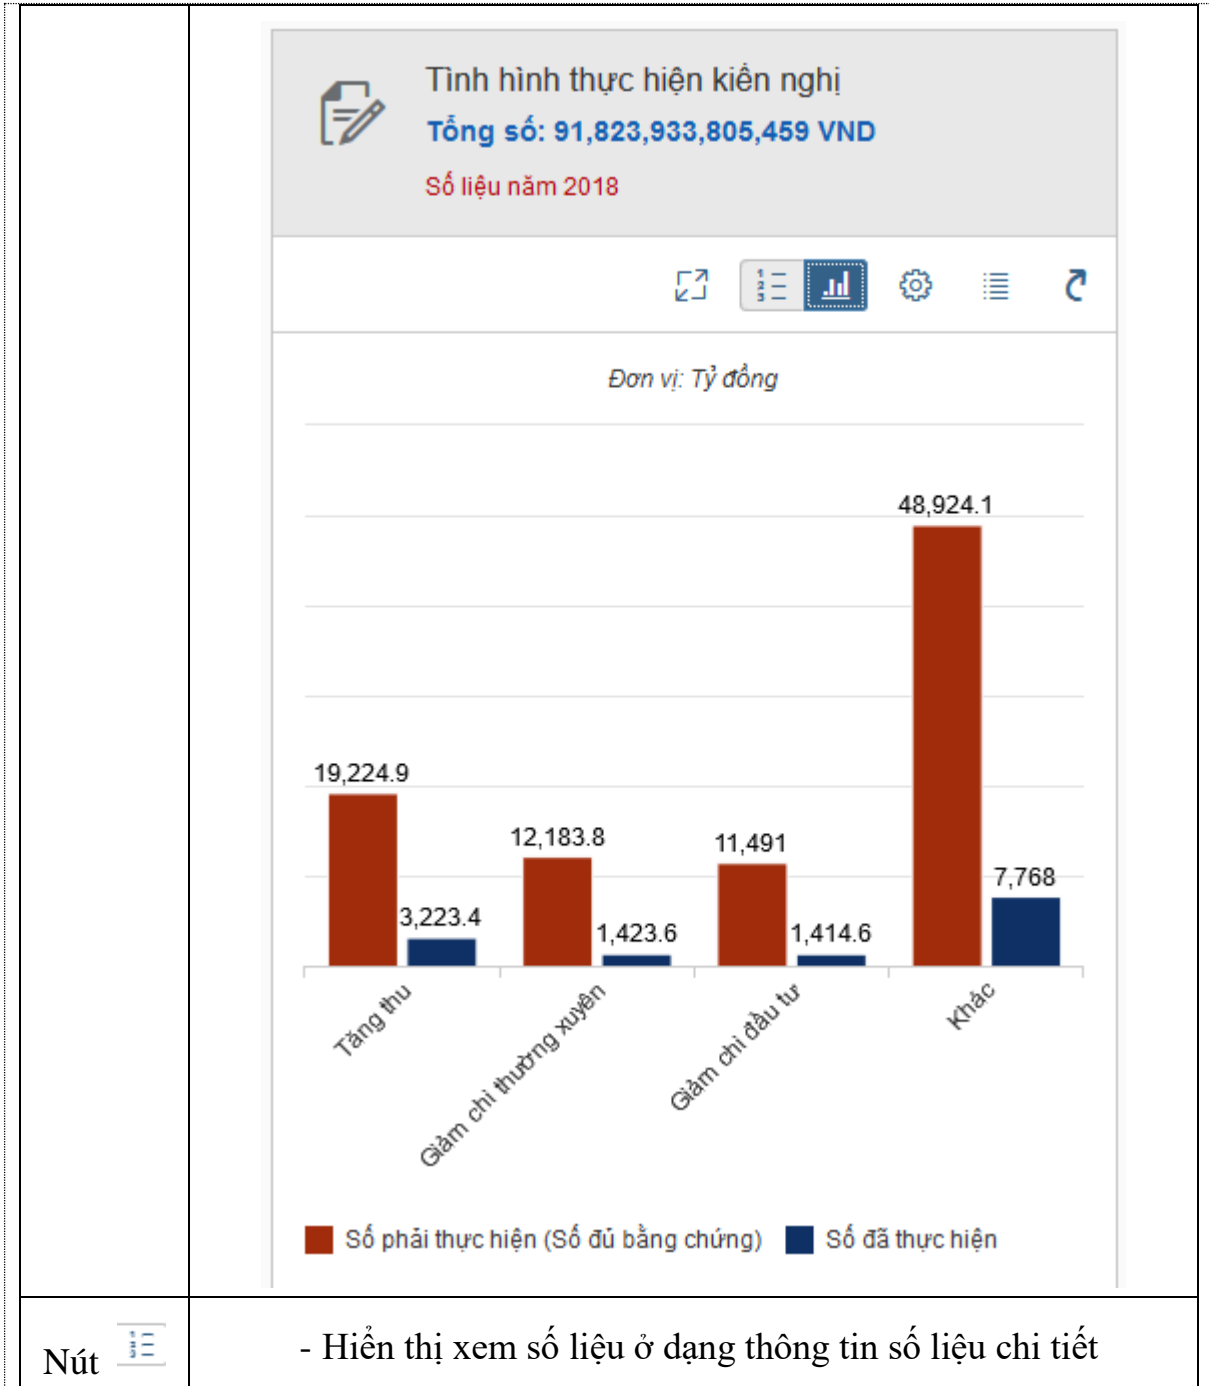 Tình hình thực hiện kiến nghị
Tổng số: 91,823,933,805,459 VND
Số liệu năm 2018
Đơn vị: Tỷ đồng
48,924.1
19,224.9
12,183.8
11,491
7,768
3,223.4
1,423.6
1,414.6
Tăng thu
Giảm chi thường xuyên
Giảm chi đầu tư
Khác
Số phải thực hiện (Số đủ bằng chứng)
Số đã thực hiện
Nút
- Hiển thị xem số liệu ở dạng thông tin số liệu chi tiết